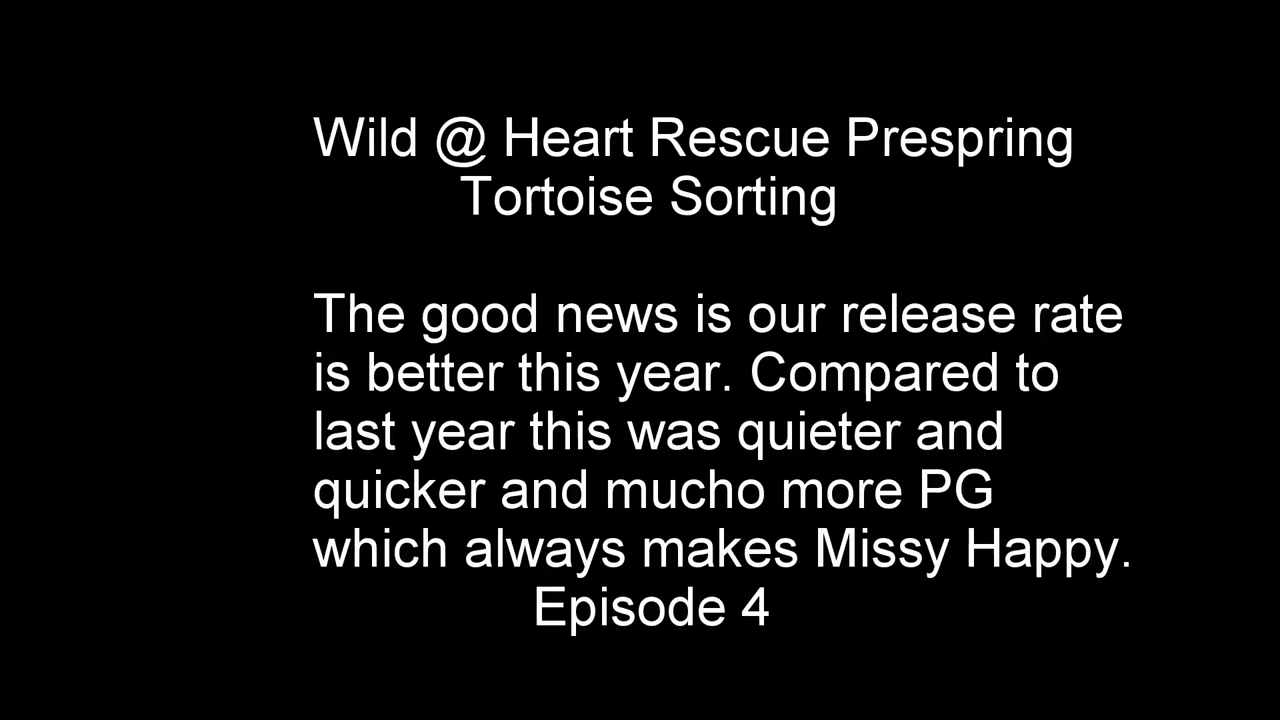 Wild @ Heart Rescue Prespring
Tortoise Sorting
The good news is our release rate
is better this year. Compared to
last year this was quieter and
quicker and mucho more PG
which always makes Missy Happy.
Episode 4